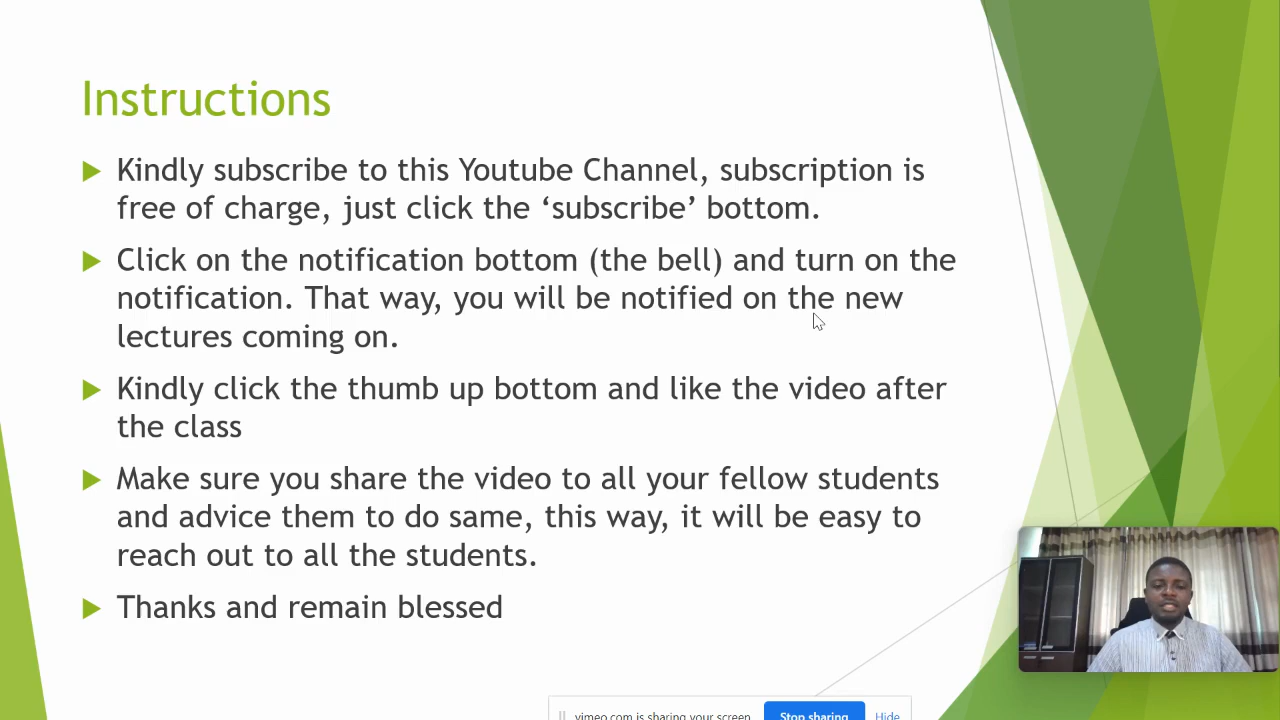 Instructions
Kindly subscribe to this Youtube Channel, subscription is
free of charge, just click the ‘subscribe’ bottom.
Click on the notification bottom (the bell) and turn on the
notification. That way, you will be notified on the new
lectures coming on.
Kindly click the thumb up bottom and like the video after
the class
Make sure you share the video to all your fellow students
and advice them to do same, this way, it will be easy to
reach out to all the students.
Thanks and remain blessed
vimeo.com is sharing your screen. Stop sharing Hide